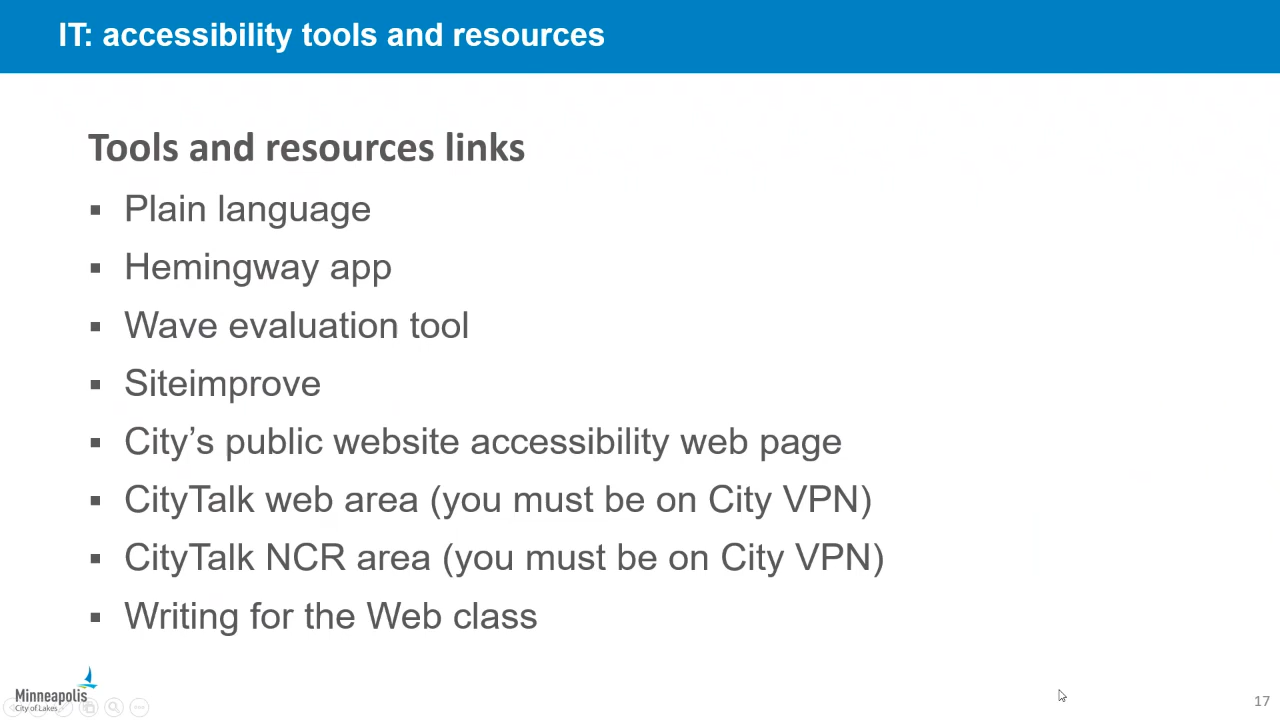 IT: accessibility tools and resources
Tools and resources links
▪ Plain language
▪ Hemingway app
▪ Wave evaluation tool
▪ Siteimprove
▪ City’s public website accessibility web page
▪ CityTalk web area (you must be on City VPN)
▪ CityTalk NCR area (you must be on City VPN)
▪ Writing for the Web class
Minneapolis
City of Lakes
17